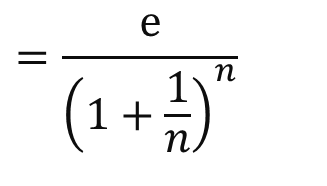 = e / (1 + 1/n)^n